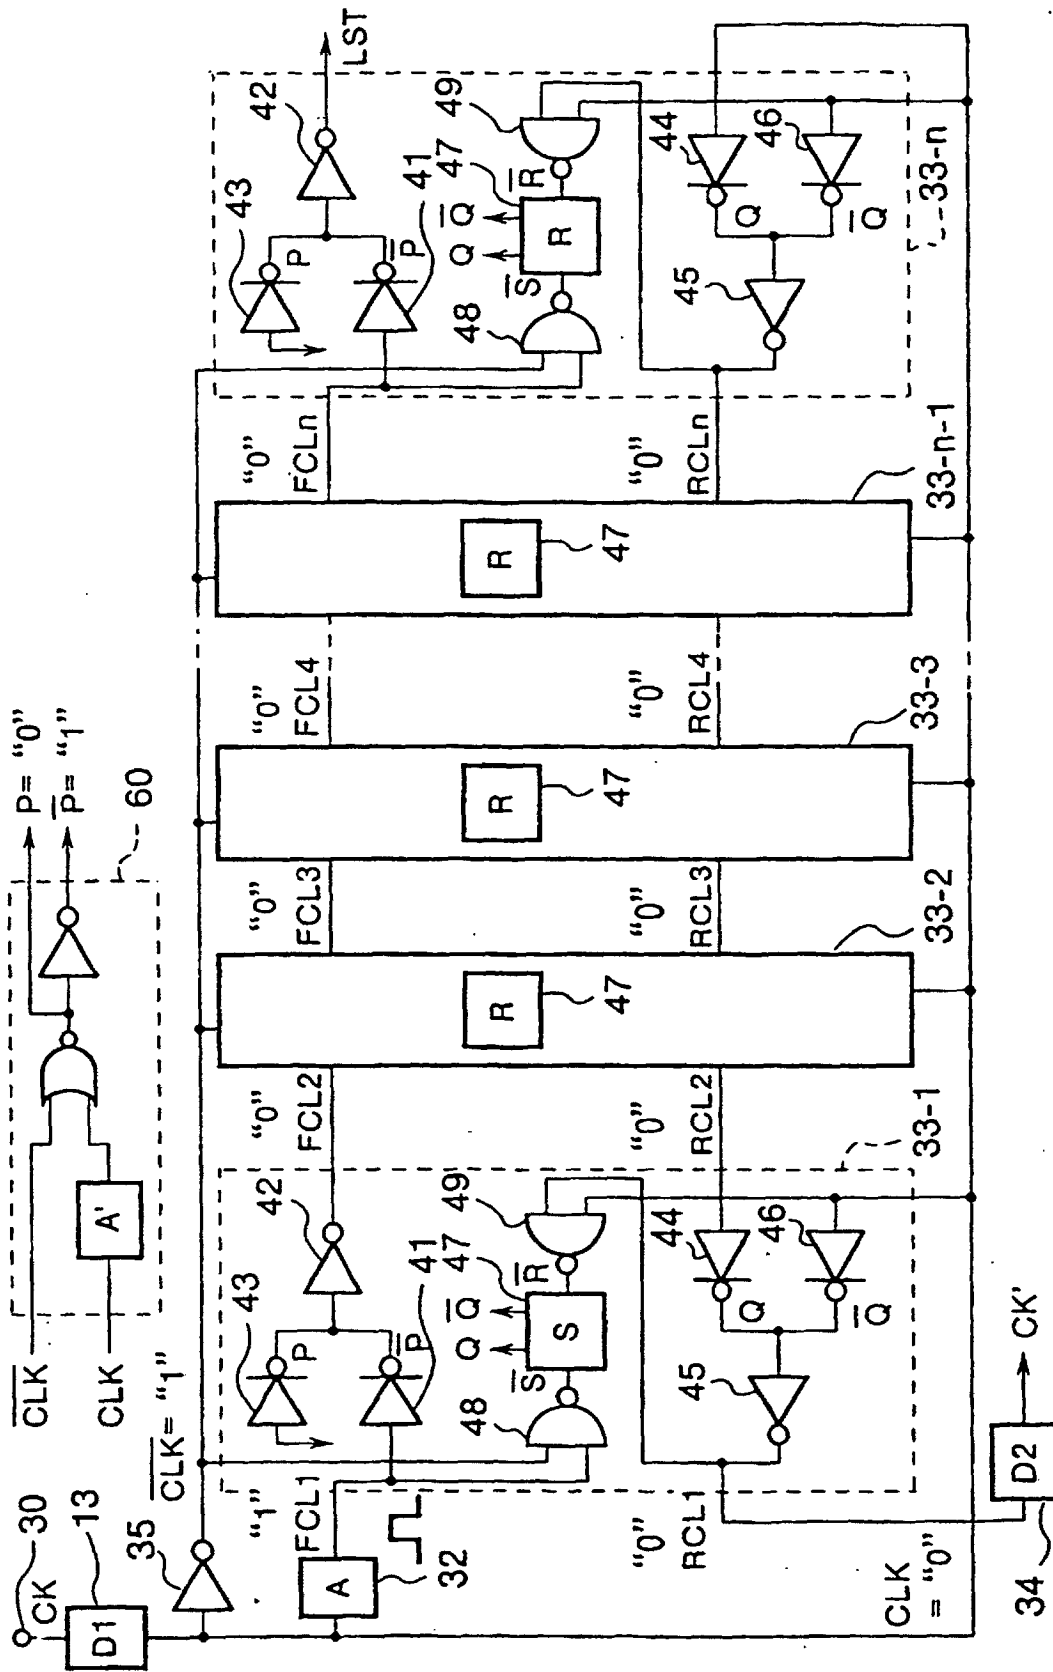 CLK
CLK
A'
P= “0”
P= “1”
60
30
CK
D1
13
35
CLK= “1”
“1”
FCL1
A
32
43
P
42
P
41
48
S
S
Q
Q
47
R
49
44
Q
46
Q
45
33-1
“0”
RCL1
CLK
= “0”
D2
34
CK'
“0”
FCL2
“0”
RCL2
R
47
33-2
“0”
FCL3
“0”
RCL3
R
47
33-3
“0”
FCL4
“0”
RCL4
R
47
33-n-1
“0”
FCLn
“0”
RCLn
43
P
42
LST
P
41
48
S
R
Q
Q
47
R
49
44
Q
46
Q
45
33-n